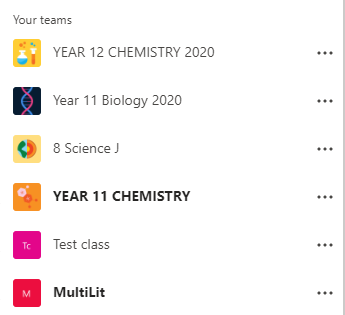 Your teams
YEAR 12 CHEMISTRY 2020
Year 11 Biology 2020
8 Science J
YEAR 11 CHEMISTRY
Tc Test class
M MultiLit